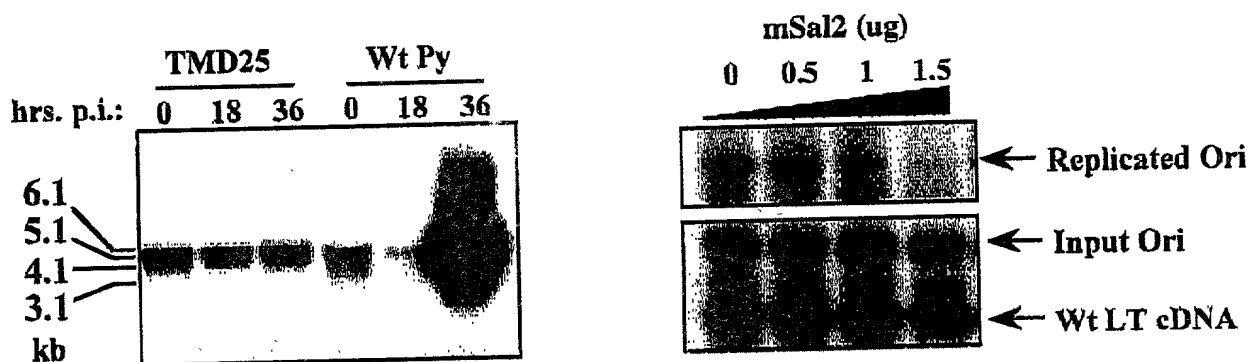 TMD25 Wt Py
hrs. p.i.: 0 18 36 0 18 36
6.1
5.1
4.1
3.1
kb
mSal2 (ug)
0 0.5 1 1.5
Replicated Ori
Input Ori
Wt LT cDNA